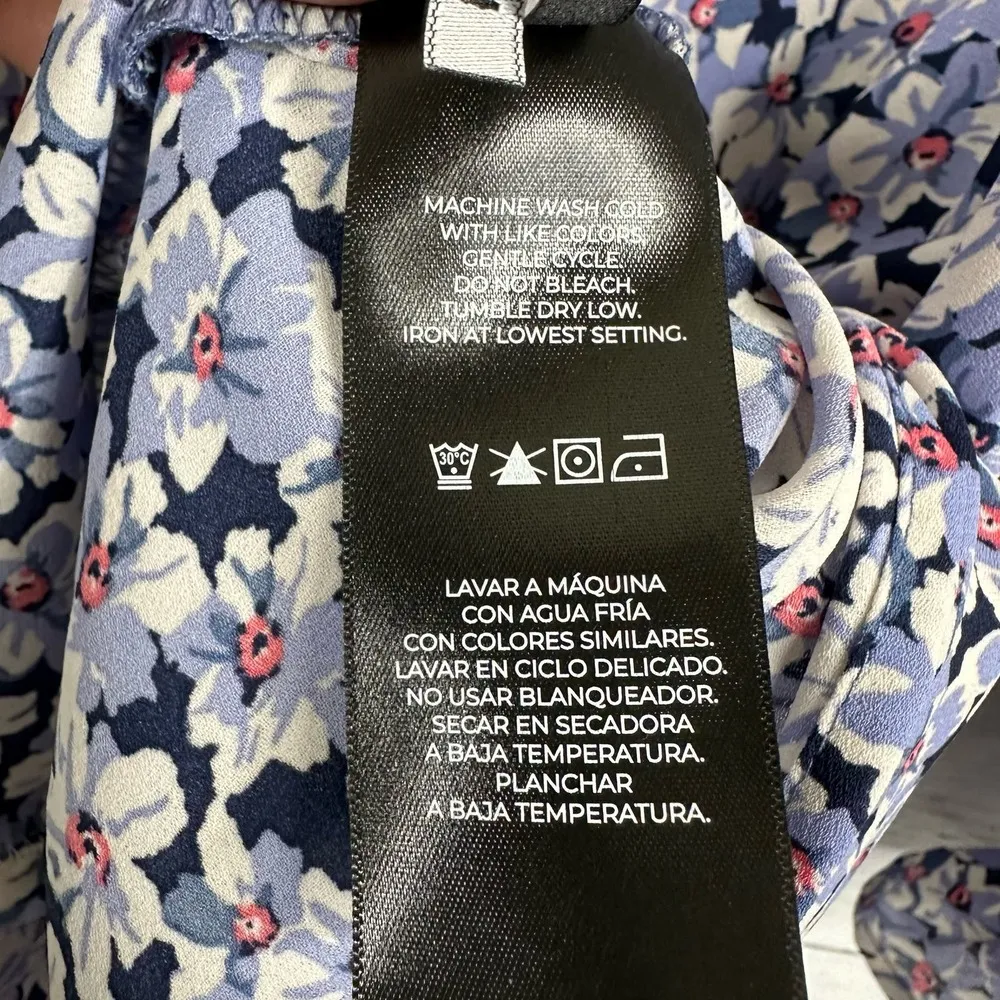 MACHINE WASH COLD
WITH LIKE COLORS.
GENTLE CYCLE.
DO NOT BLEACH.
TUMBLE DRY LOW.
IRON AT LOWEST SETTING.
30°C
LAVAR A MÁQUINA
CON AGUA FRÍA
CON COLORES SIMILARES.
LAVAR EN CICLO DELICADO.
NO USAR BLANQUEADOR.
SECAR EN SECADORA
A BAJA TEMPERATURA.
PLANCHAR
A BAJA TEMPERATURA.